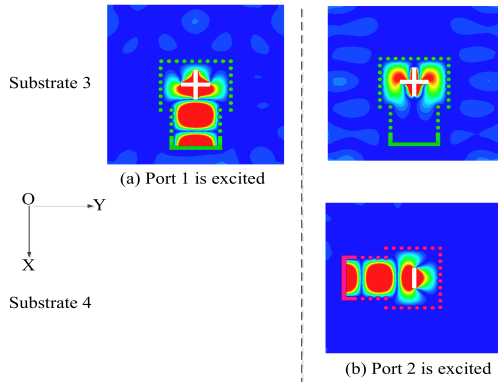 Substrate 3
(a) Port 1 is excited
O
Y
X
Substrate 4
(b) Port 2 is excited